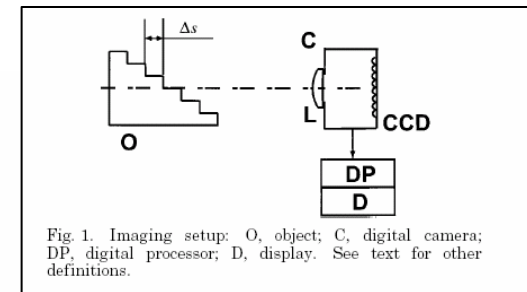 Δs
C
O
L
CCD
DP
D
Fig. 1. Imaging setup: O, object; C, digital camera;
DP, digital processor; D, display. See text for other
definitions.